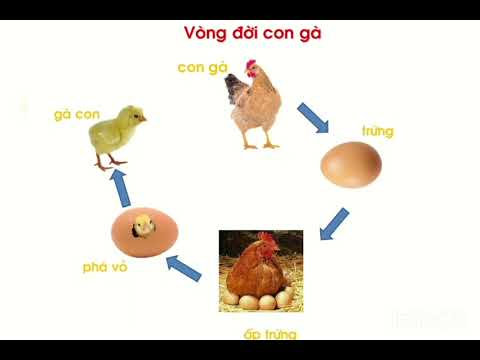 Vòng đời con gà
con gà
gà con
trứng
phá vỏ
ấp trứng